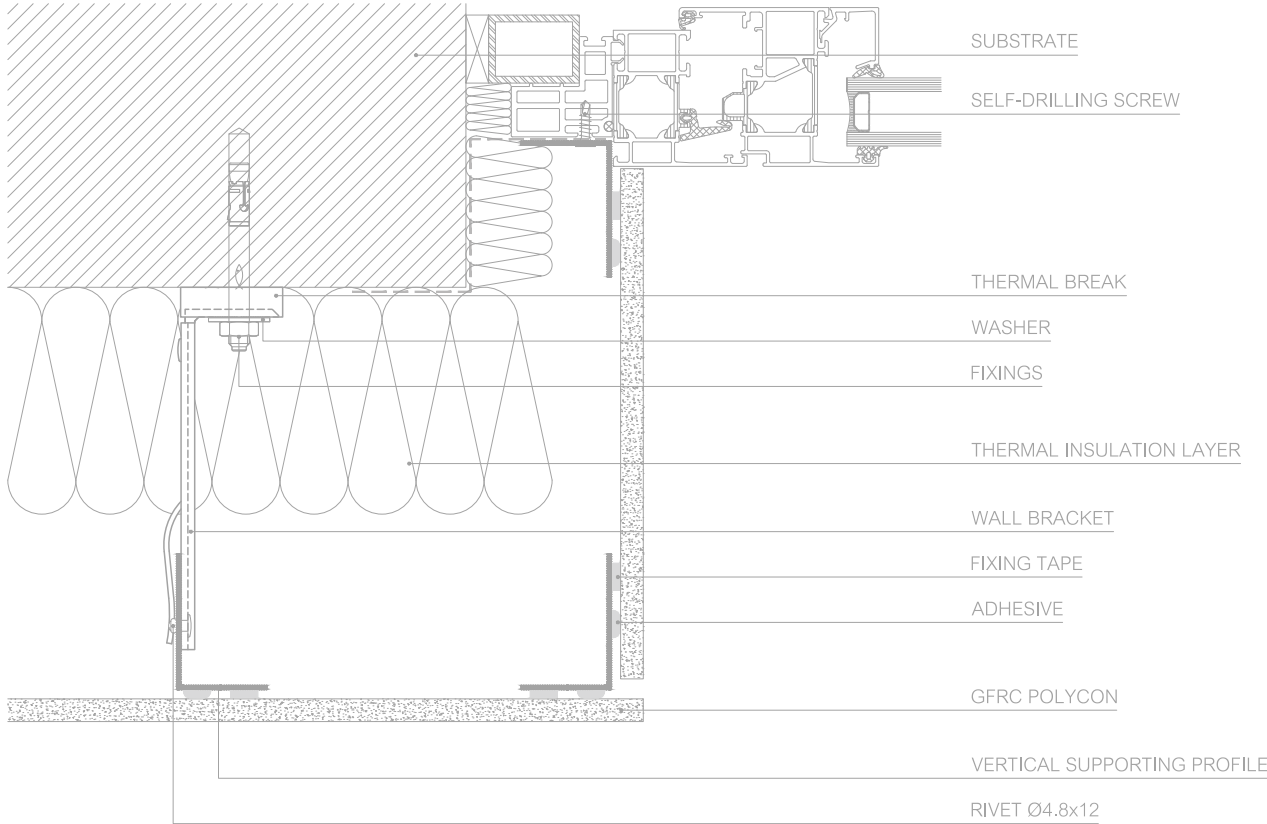 SUBSTRATE
SELF-DRILLING SCREW
THERMAL BREAK
WASHER
FIXINGS
THERMAL INSULATION LAYER
WALL BRACKET
FIXING TAPE
ADHESIVE
GFRC POLYCON
VERTICAL SUPPORTING PROFILE
RIVET Ø4.8x12